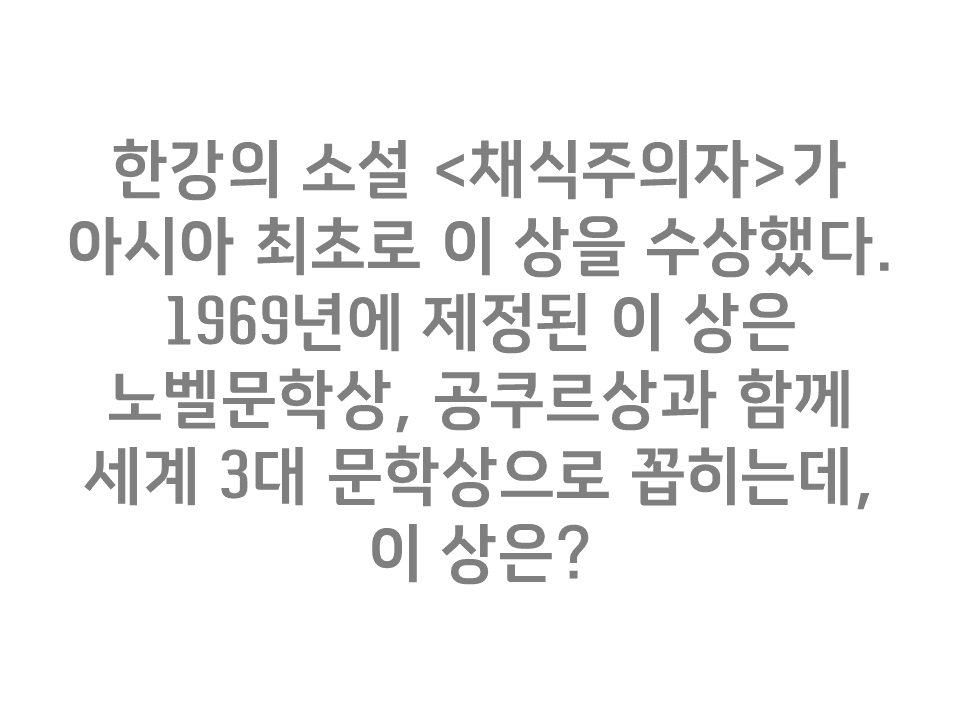 한강의 소설 <채식주의자>가
아시아 최초로 이 상을 수상했다.
1969년에 제정된 이 상은
노벨문학상, 공쿠르상과 함께
세계 3대 문학상으로 꼽히는데,
이 상은?